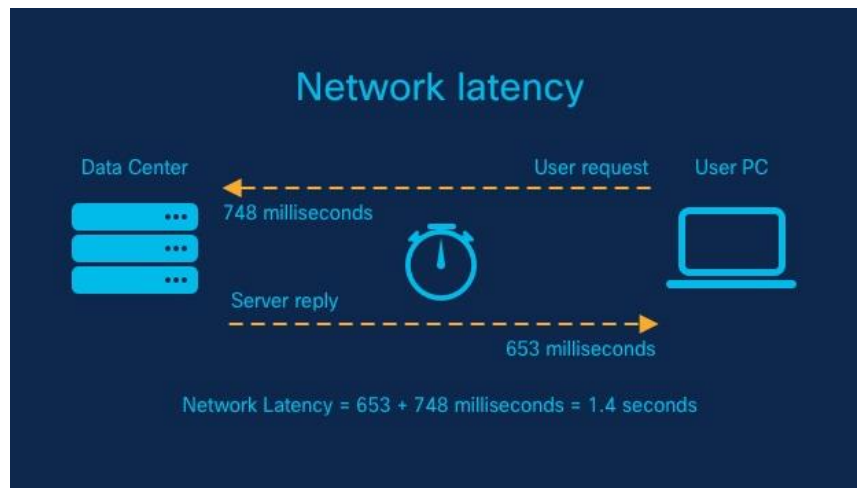 Network latency
Data Center
User request
User PC
748 milliseconds
Server reply
653 milliseconds
Network Latency = 653 + 748 milliseconds = 1.4 seconds